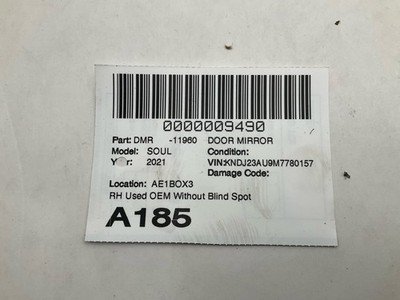 0000009490
Part: DMR -11960 DOOR MIRROR
Model: SOUL Condition:
Year: 2021 VIN:KNDJ23AU9M7780157
Damage Code:
Location: AE1BOX3
RH Used OEM Without Blind Spot
A185